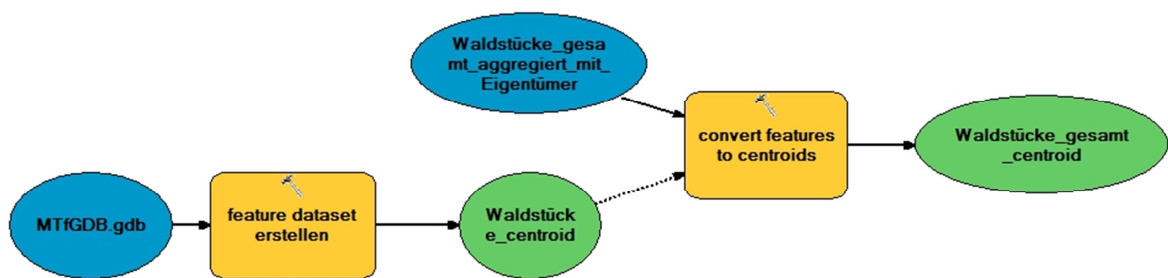 Waldstücke_gesa
mt_aggregiert_mit_
Eigentümer
convert features
to centroids
Waldstücke_gesamt
_centroid
MTfGDB.gdb
feature dataset
erstellen
Waldstück
e_centroid